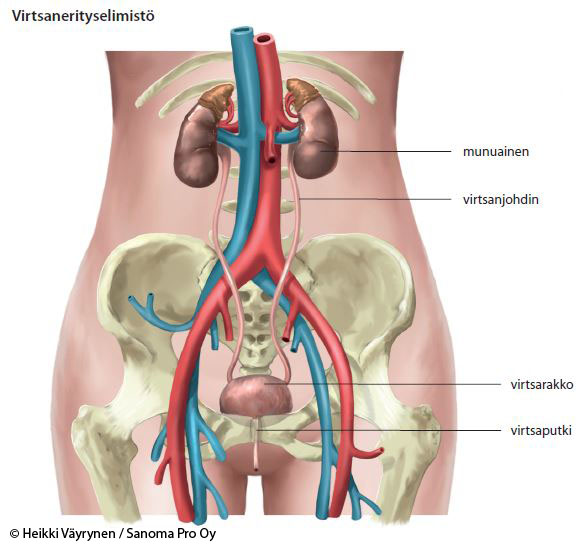 Virtsanerityselimistö
munuainen
virtsanjohdin
virtsarakko
virtsaputki
© Heikki Väyrynen / Sanoma Pro Oy